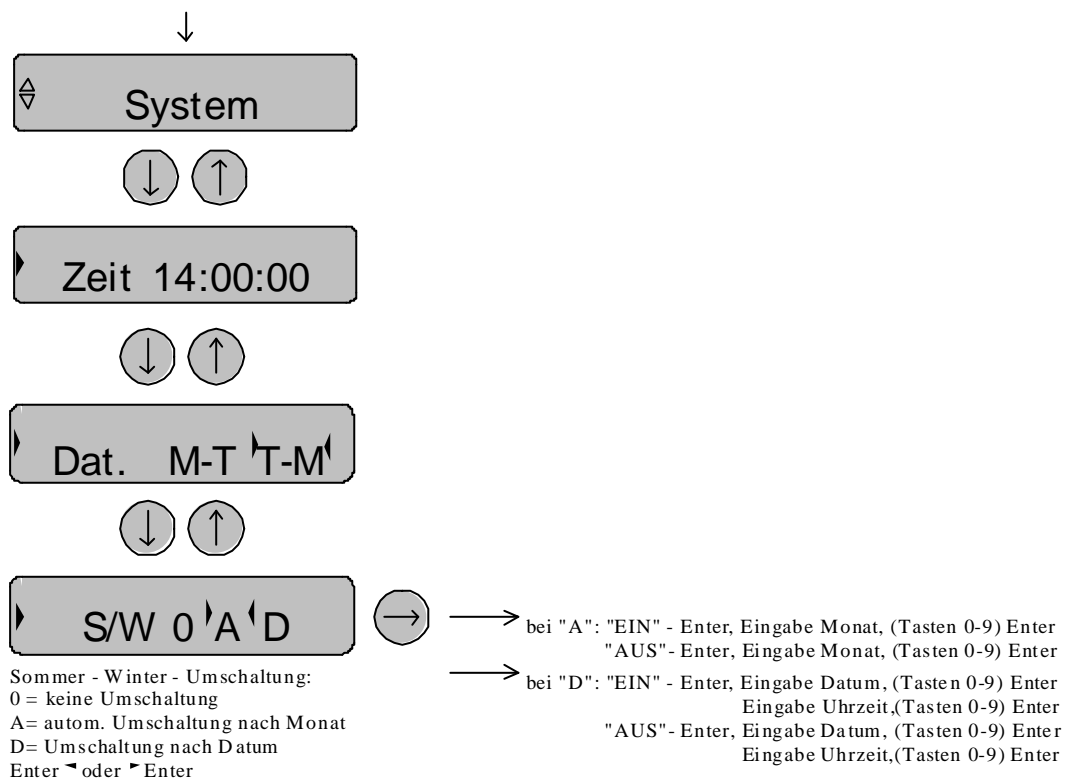 System
Zeit 14:00:00
Dat. M-T T-M
S/W 0 A D
bei "A": "EIN" - Enter, Eingabe Monat, (Tasten 0-9) Enter
"AUS"- Enter, Eingabe Monat, (Tasten 0-9) Enter
bei "D": "EIN" - Enter, Eingabe Datum, (Tasten 0-9) Enter
Eingabe Uhrzeit,(Tasten 0-9) Enter
"AUS"- Enter, Eingabe Datum, (Tasten 0-9) Enter
Eingabe Uhrzeit,(Tasten 0-9) Enter
Sommer - Winter - Umschaltung:
0 = keine Umschaltung
A= autom. Umschaltung nach Monat
D= Umschaltung nach Datum
Enter ◄ oder ► Enter